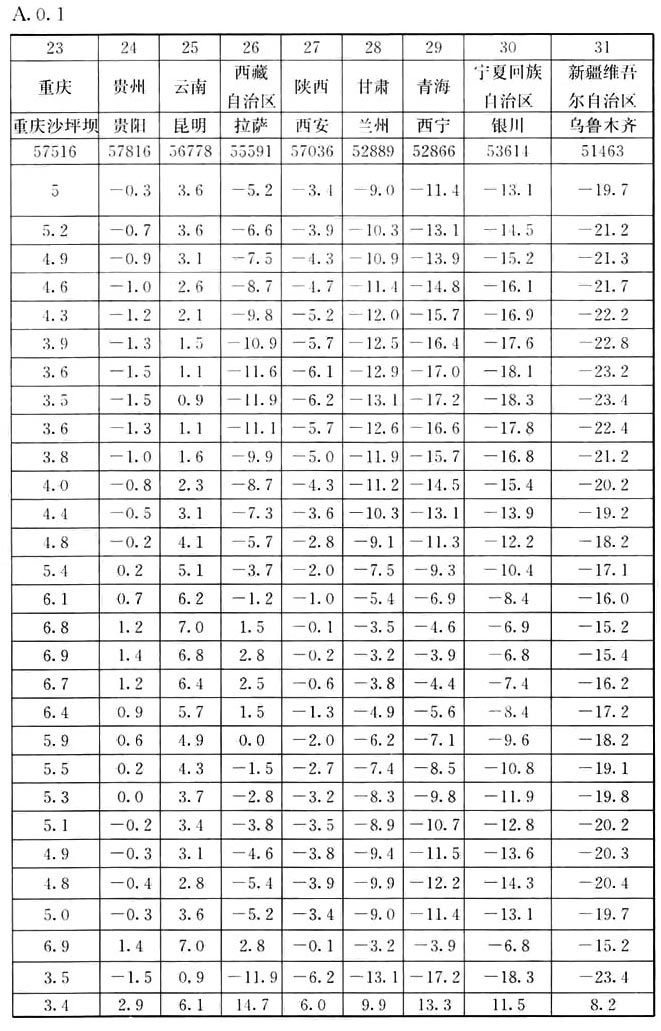 A.0.1
23 24 25 26 27 28 29 30 31
重庆 贵州 云南 西藏自治区 陕西 甘肃 青海 宁夏回族自治区 新疆维吾尔自治区
重庆沙坪坝 贵阳 昆明 拉萨 西安 兰州 西宁 银川 乌鲁木齐
57516 57816 56778 55591 57036 52889 52866 53614 51463
5 -0.3 3.6 -5.2 -3.4 -9.0 -11.4 -13.1 -19.7
5.2 -0.7 3.6 -6.6 -3.9 -10.3 -13.1 -14.5 -21.2
4.9 -0.9 3.1 -7.5 -4.3 -10.9 -13.9 -15.2 -21.3
4.6 -1.0 2.6 -8.7 -4.7 -11.4 -14.8 -16.1 -21.7
4.3 -1.2 2.1 -9.8 -5.2 -12.0 -15.7 -16.9 -22.2
3.9 -1.3 1.5 -10.9 -5.7 -12.5 -16.4 -17.6 -22.8
3.6 -1.5 1.1 -11.6 -6.1 -12.9 -17.0 -18.1 -23.2
3.5 -1.5 0.9 -11.9 -6.2 -13.1 -17.2 -18.3 -23.4
3.6 -1.3 1.1 -11.1 -5.7 -12.6 -16.6 -17.8 -22.4
3.8 -1.0 1.6 -9.9 -5.0 -11.9 -15.7 -16.8 -21.2
4.0 -0.8 2.3 -8.7 -4.3 -11.2 -14.5 -15.4 -20.2
4.4 -0.5 3.1 -7.3 -3.6 -10.3 -13.1 -13.9 -19.2
4.8 -0.2 4.1 -5.7 -2.8 -9.1 -11.3 -12.2 -18.2
5.4 0.2 5.1 -3.7 -2.0 -7.5 -9.3 -10.4 -17.1
6.1 0.7 6.2 -1.2 -1.0 -5.4 -6.9 -8.4 -16.0
6.8 1.2 7.0 1.5 -0.1 -3.5 -4.6 -6.9 -15.2
6.9 1.4 6.8 2.8 -0.2 -3.2 -3.9 -6.8 -15.4
6.7 1.2 6.4 2.5 -0.6 -3.8 -4.4 -7.4 -16.2
6.4 0.9 5.7 1.5 -1.3 -4.9 -5.6 -8.4 -17.2
5.9 0.6 4.9 0.0 -2.0 -6.2 -7.1 -9.6 -18.2
5.5 0.2 4.3 -1.5 -2.7 -7.4 -8.5 -10.8 -19.1
5.3 0.0 3.7 -2.8 -3.2 -8.3 -9.8 -11.9 -19.8
5.1 -0.2 3.4 -3.8 -3.5 -8.9 -10.7 -12.8 -20.2
4.9 -0.3 3.1 -4.6 -3.8 -9.4 -11.5 -13.6 -20.3
4.8 -0.4 2.8 -5.4 -3.9 -9.9 -12.2 -14.3 -20.4
5.0 -0.3 3.6 -5.2 -3.4 -9.0 -11.4 -13.1 -19.7
6.9 1.4 7.0 2.8 -0.1 -3.2 -3.9 -6.8 -15.2
3.5 -1.5 0.9 -11.9 -6.2 -13.1 -17.2 -18.3 -23.4
3.4 2.9 6.1 14.7 6.0 9.9 13.3 11.5 8.2